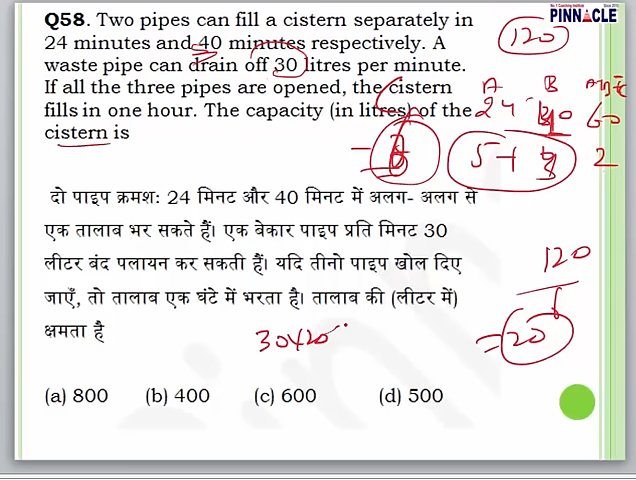 Q58. Two pipes can fill a cistern separately in
24 minutes and 40 minutes respectively. A
waste pipe can drain off 30 litres per minute.
If all the three pipes are opened, the cistern
fills in one hour. The capacity (in litres) of the
cistern is
No. 1 Coaching Institute
PINNACLE
120
A B
24 60
5+ 2
दो पाइप क्रमश: 24 मिनट और 40 मिनट में अलग- अलग से
एक तालाब भर सकते हैं। एक बेकार पाइप प्रति मिनट 30
लीटर बंद पलायन कर सकती हैं। यदि तीनो पाइप खोल दिए
जाएँ, तो तालाब एक घंटे में भरता है। तालाब की (लीटर में)
क्षमता है
120
= 20
30×20
(a) 800 (b) 400 (c) 600 (d) 500